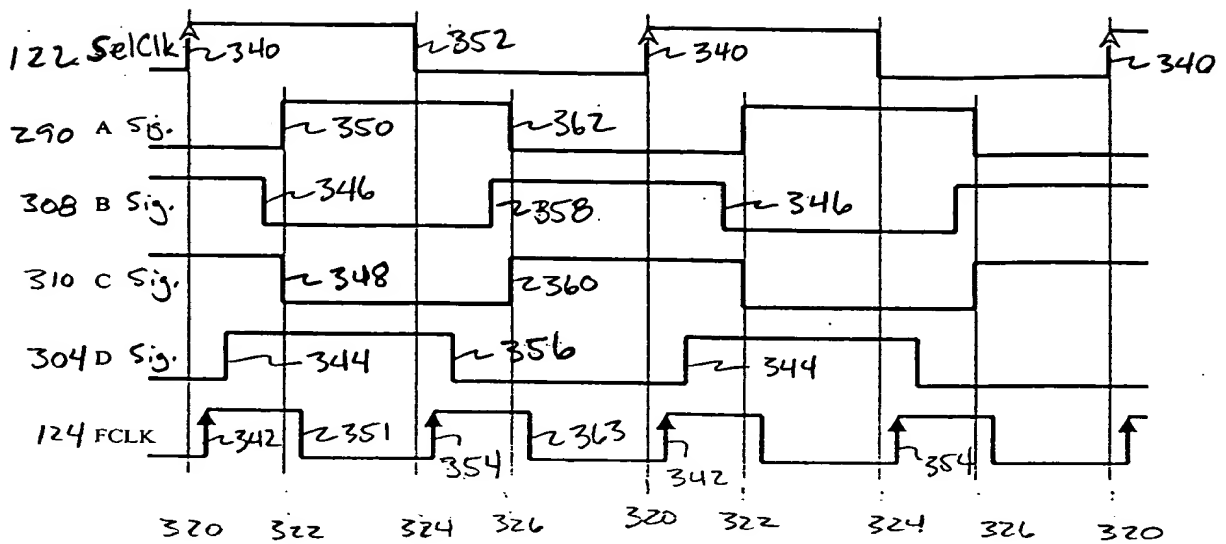 122 SelClk 340 352 340 340
290 A Sig. 350 362
308 B Sig. 346 358 346
310 C Sig. 348 360
304 D Sig. 344 356 344
124 FCLK 342 351 354 363 342 354
320 322 324 326 320 322 324 326 320